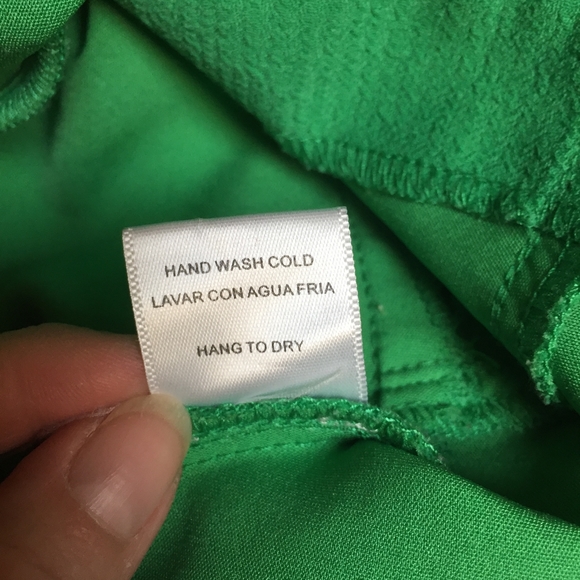 HAND WASH COLD
LAVAR CON AGUA FRIA
HANG TO DRY